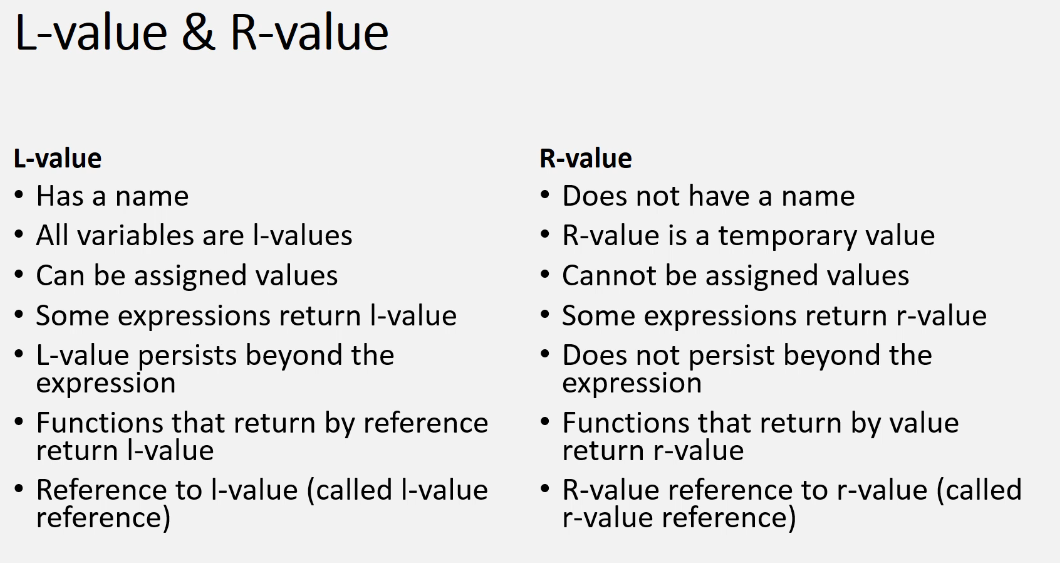 L-value & R-value
L-value
• Has a name
• All variables are l-values
• Can be assigned values
• Some expressions return l-value
• L-value persists beyond the
expression
• Functions that return by reference
return l-value
• Reference to l-value (called l-value
reference)
R-value
• Does not have a name
• R-value is a temporary value
• Cannot be assigned values
• Some expressions return r-value
• Does not persist beyond the
expression
• Functions that return by value
return r-value
• R-value reference to r-value (called
r-value reference)